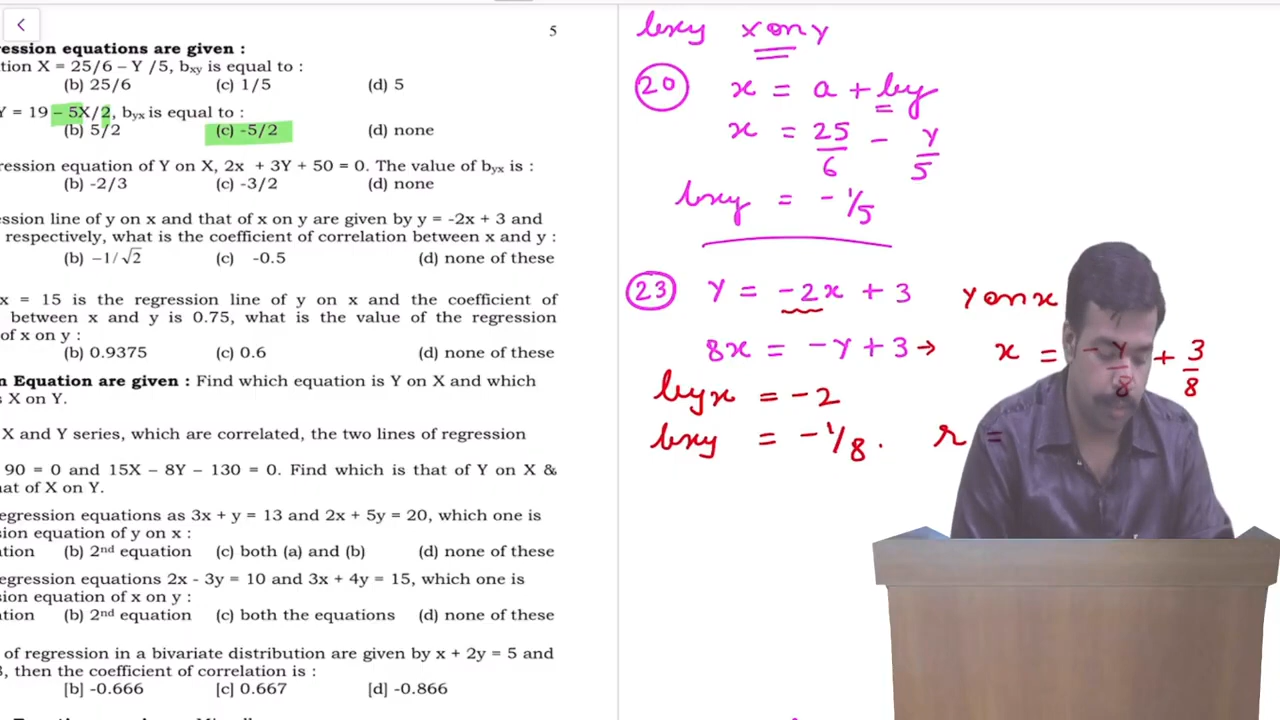 5
ression equations are given :
tion X = 25/6 – Y /5, bxy is equal to :
(b) 25/6 (c) 1/5 (d) 5
Y = 19 – 5X/2, byx is equal to :
(b) 5/2 (c) -5/2 (d) none
ression equation of Y on X, 2x + 3Y + 50 = 0. The value of byx is :
(b) -2/3 (c) -3/2 (d) none
ession line of y on x and that of x on y are given by y = -2x + 3 and
respectively, what is the coefficient of correlation between x and y :
(b) −1/√2 (c) -0.5 (d) none of these
x = 15 is the regression line of y on x and the coefficient of
between x and y is 0.75, what is the value of the regression
of x on y :
(b) 0.9375 (c) 0.6 (d) none of these
n Equation are given : Find which equation is Y on X and which
s X on Y.
X and Y series, which are correlated, the two lines of regression
90 = 0 and 15X – 8Y – 130 = 0. Find which is that of Y on X &
hat of X on Y.
egression equations as 3x + y = 13 and 2x + 5y = 20, which one is
sion equation of y on x :
ation (b) 2nd equation (c) both (a) and (b) (d) none of these
egression equations 2x - 3y = 10 and 3x + 4y = 15, which one is
sion equation of x on y :
ation (b) 2nd equation (c) both the equations (d) none of these
of regression in a bivariate distribution are given by x + 2y = 5 and
, then the coefficient of correlation is :
[b] -0.666 [c] 0.667 [d] -0.866
bxy x on y
20 x = a + by
x = 25/6 – y/5
bxy = -1/5
23 Y = -2x + 3 Y on x
8x = -Y + 3 → x = -Y/8 + 3/8
byx = -2
bxy = -1/8. r =